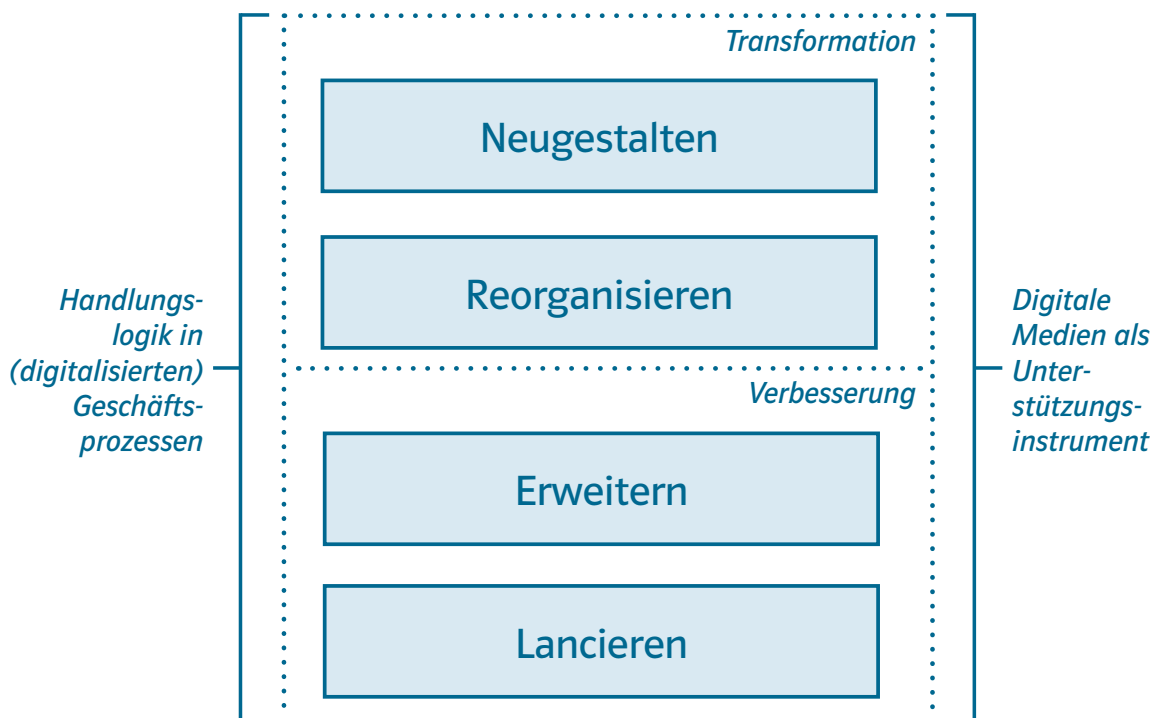 Transformation
Neugestalten
Reorganisieren
Handlungs-
logik in
(digitalisierten)
Geschäfts-
prozessen
Digitale
Medien als
Unter-
stützungs-
instrument
Verbesserung
Erweitern
Lancieren